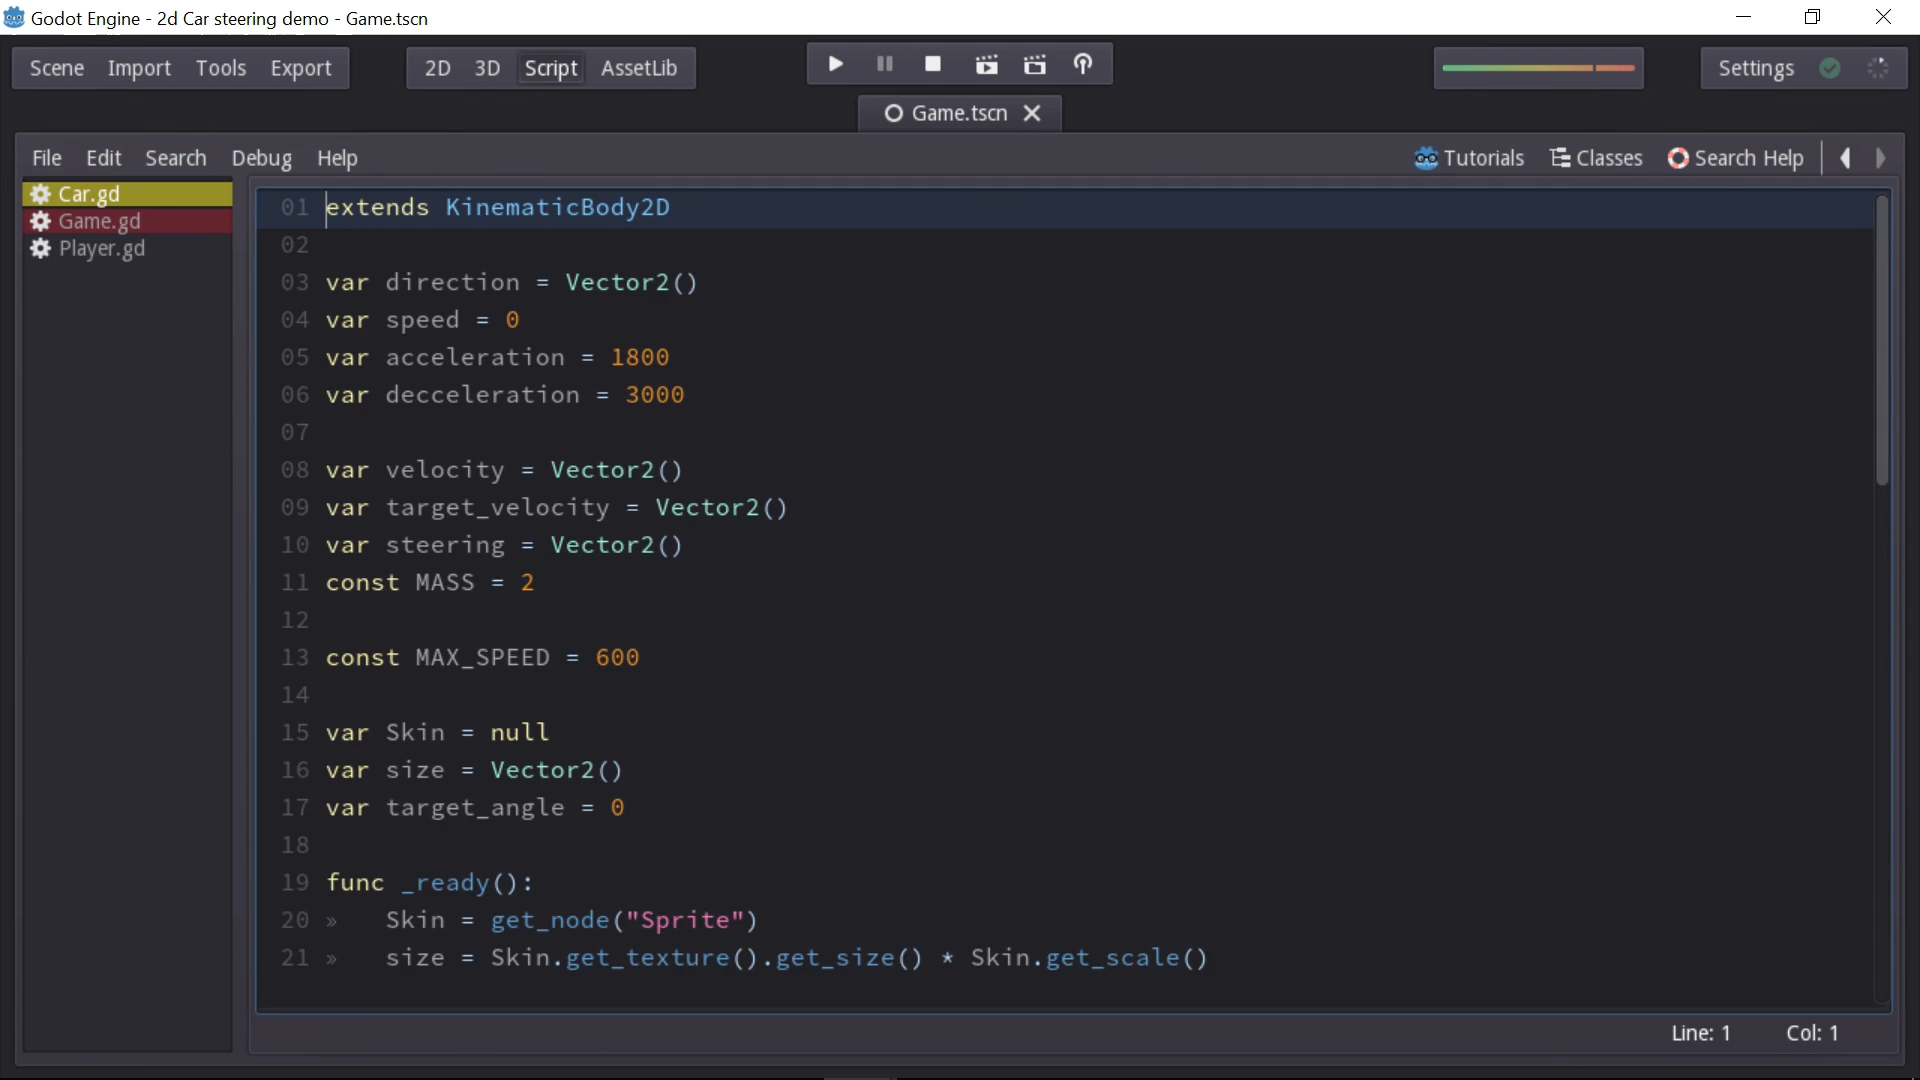 Godot Engine - 2d Car steering demo - Game.tscn
Scene Import Tools Export 2D 3D Script AssetLib Settings
Game.tscn
File Edit Search Debug Help Tutorials Classes Search Help
Car.gd
Game.gd
Player.gd
01 extends KinematicBody2D
02
03 var direction = Vector2()
04 var speed = 0
05 var acceleration = 1800
06 var decceleration = 3000
07
08 var velocity = Vector2()
09 var target_velocity = Vector2()
10 var steering = Vector2()
11 const MASS = 2
12
13 const MAX_SPEED = 600
14
15 var Skin = null
16 var size = Vector2()
17 var target_angle = 0
18
19 func _ready():
20 » Skin = get_node("Sprite")
21 » size = Skin.get_texture().get_size() * Skin.get_scale()
Line: 1 Col: 1